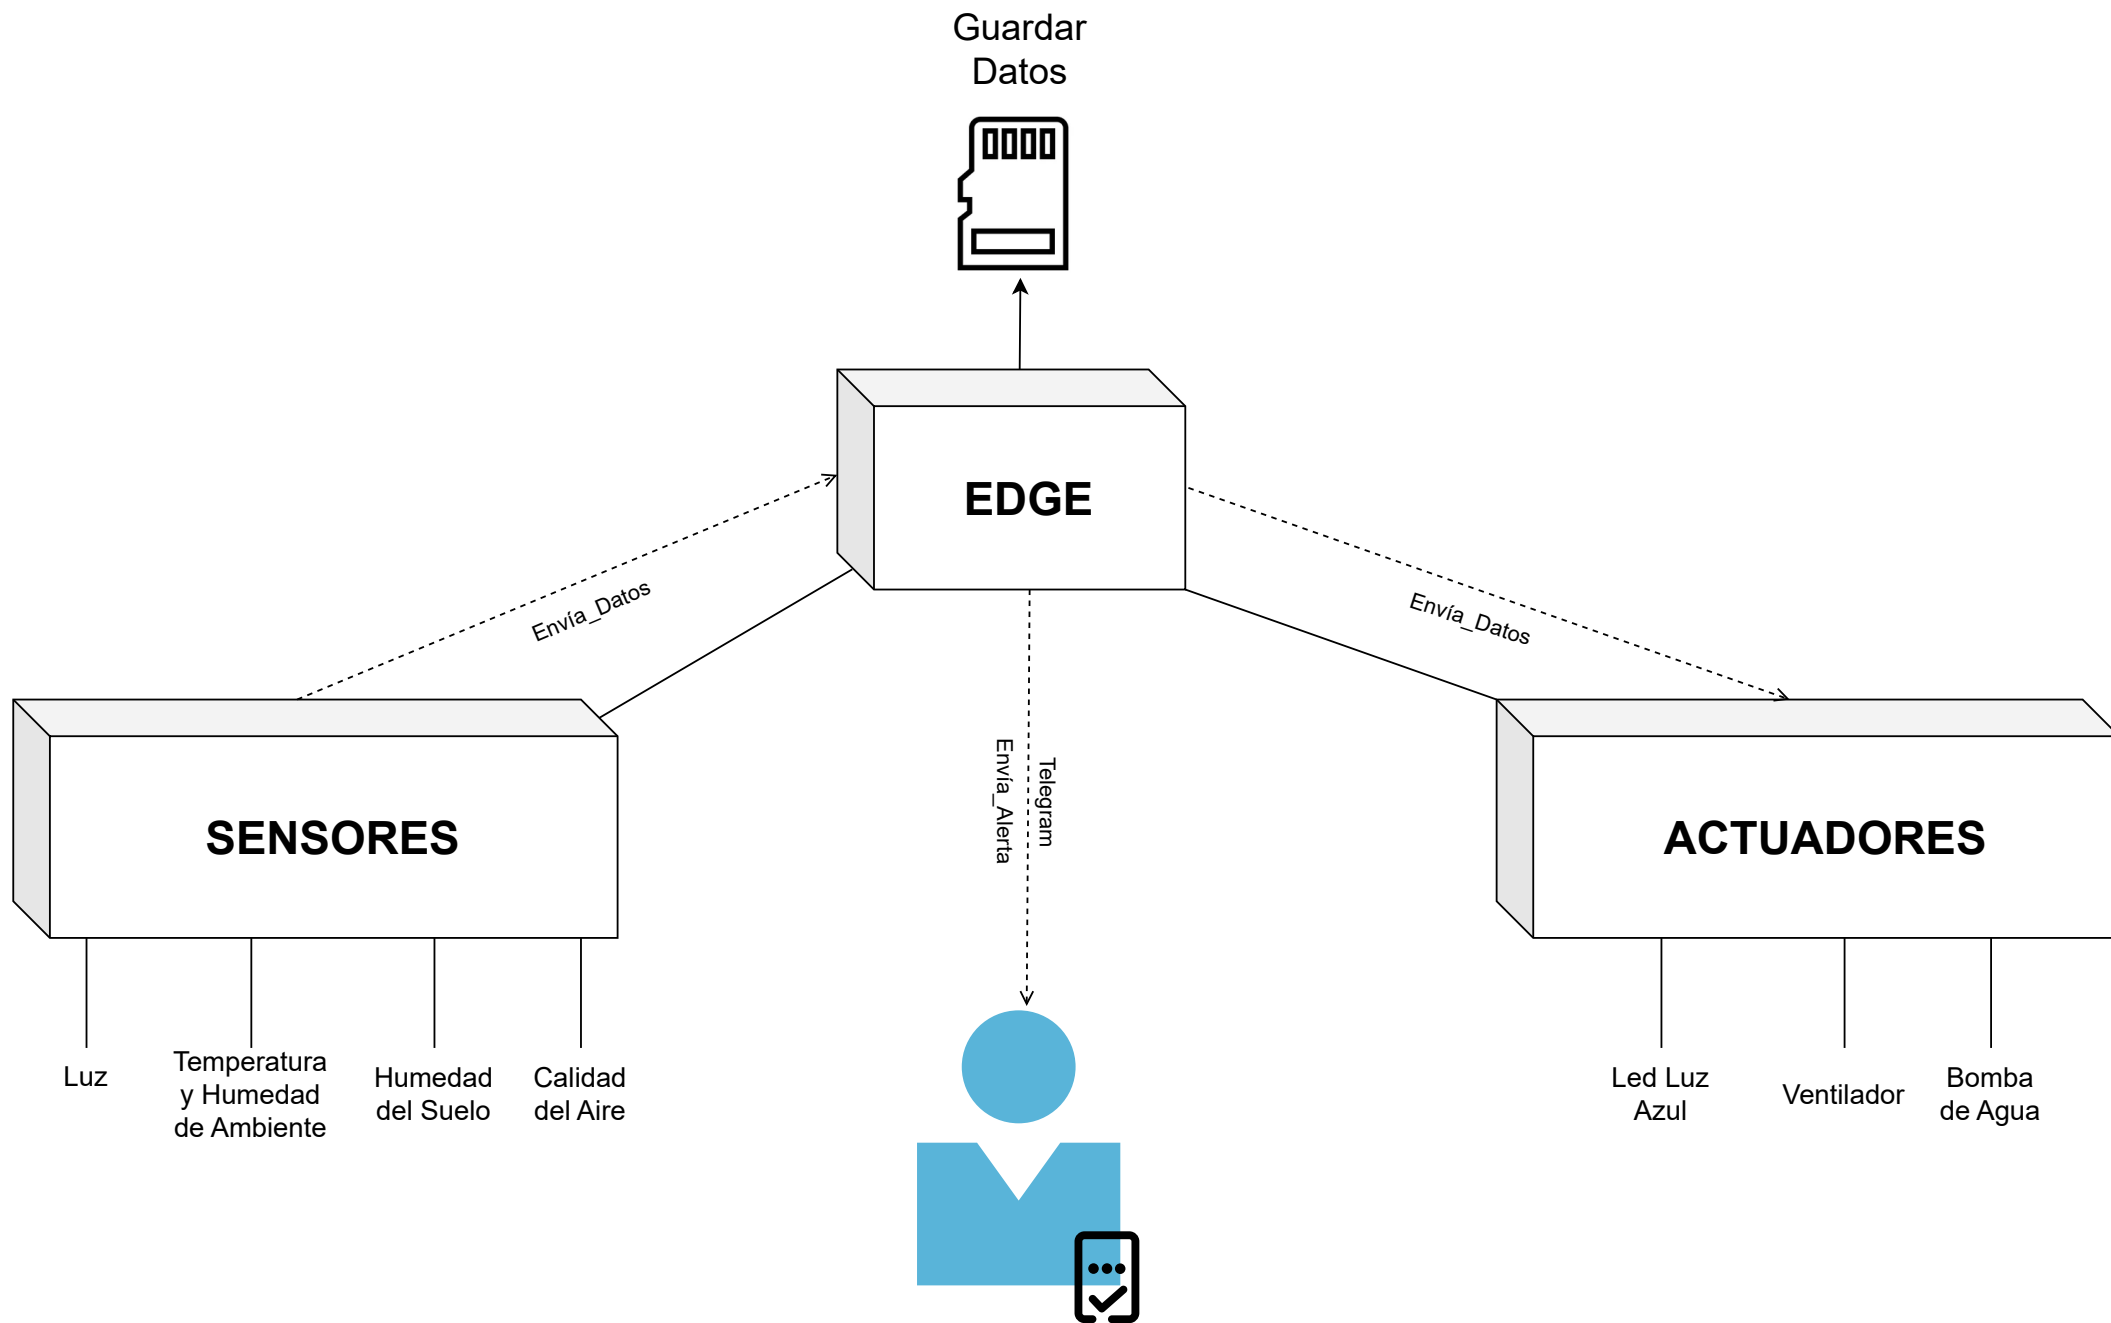 Guardar
Datos
EDGE
Envía_Datos
Envía_Datos
Telegram
Envía_Alerta
SENSORES
ACTUADORES
Luz
Temperatura
y Humedad
de Ambiente
Humedad
del Suelo
Calidad
del Aire
Led Luz
Azul
Ventilador
Bomba
de Agua